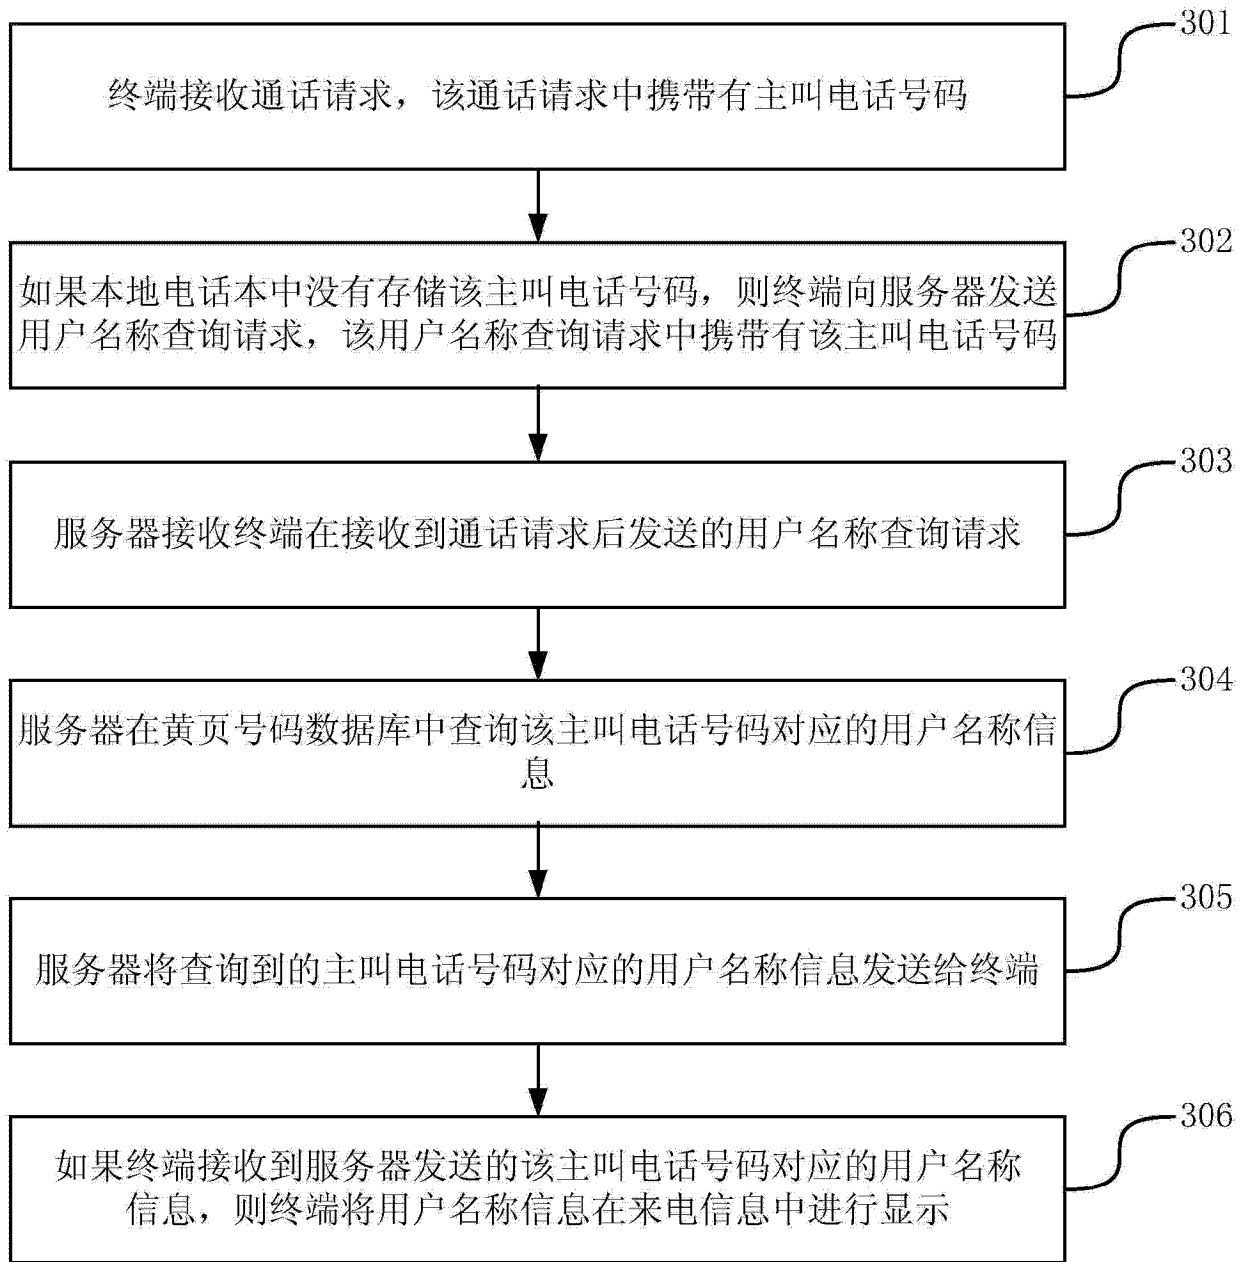 301
终端接收通话请求，该通话请求中携带有主叫电话号码
302
如果本地电话本中没有存储该主叫电话号码，则终端向服务器发送
用户名称查询请求，该用户名称查询请求中携带有该主叫电话号码
303
服务器接收终端在接收到通话请求后发送的用户名称查询请求
304
服务器在黄页号码数据库中查询该主叫电话号码对应的用户名称信
息
305
服务器将查询到的主叫电话号码对应的用户名称信息发送给终端
306
如果终端接收到服务器发送的该主叫电话号码对应的用户名称
信息，则终端将用户名称信息在来电信息中进行显示